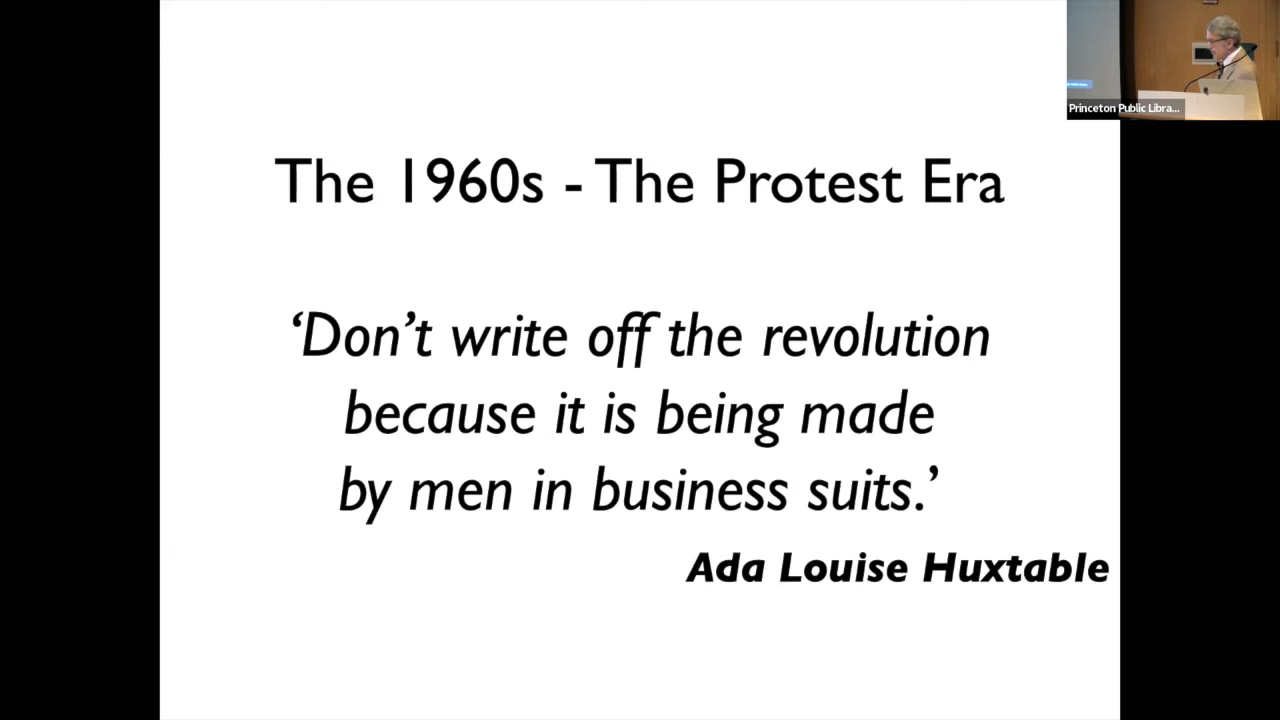 The 1960s - The Protest Era
‘Don’t write off the revolution
because it is being made
by men in business suits.’
Ada Louise Huxtable
Princeton Public Libra...